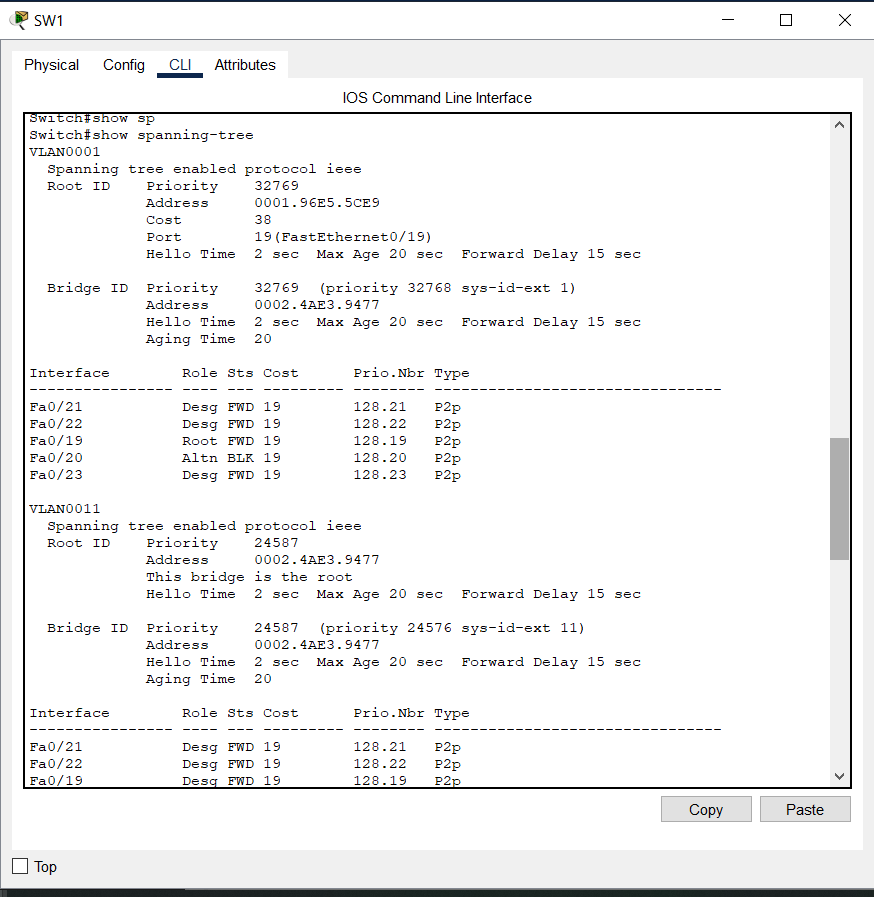 SW1
Physical Config CLI Attributes
IOS Command Line Interface
Switch#show sp
Switch#show spanning-tree
VLAN0001
  Spanning tree enabled protocol ieee
  Root ID    Priority    32769
             Address     0001.96E5.5CE9
             Cost        38
             Port        19(FastEthernet0/19)
             Hello Time  2 sec  Max Age 20 sec  Forward Delay 15 sec

  Bridge ID  Priority    32769  (priority 32768 sys-id-ext 1)
             Address     0002.4AE3.9477
             Hello Time  2 sec  Max Age 20 sec  Forward Delay 15 sec
             Aging Time  20

Interface        Role Sts Cost      Prio.Nbr Type
---------------- ---- --- --------- -------- --------------------------------
Fa0/21           Desg FWD 19        128.21   P2p
Fa0/22           Desg FWD 19        128.22   P2p
Fa0/19           Root FWD 19        128.19   P2p
Fa0/20           Altn BLK 19        128.20   P2p
Fa0/23           Desg FWD 19        128.23   P2p

VLAN0011
  Spanning tree enabled protocol ieee
  Root ID    Priority    24587
             Address     0002.4AE3.9477
             This bridge is the root
             Hello Time  2 sec  Max Age 20 sec  Forward Delay 15 sec

  Bridge ID  Priority    24587  (priority 24576 sys-id-ext 11)
             Address     0002.4AE3.9477
             Hello Time  2 sec  Max Age 20 sec  Forward Delay 15 sec
             Aging Time  20

Interface        Role Sts Cost      Prio.Nbr Type
---------------- ---- --- --------- -------- --------------------------------
Fa0/21           Desg FWD 19        128.21   P2p
Fa0/22           Desg FWD 19        128.22   P2p
Fa0/19           Desg FWD 19        128.19   P2p
Copy Paste
Top